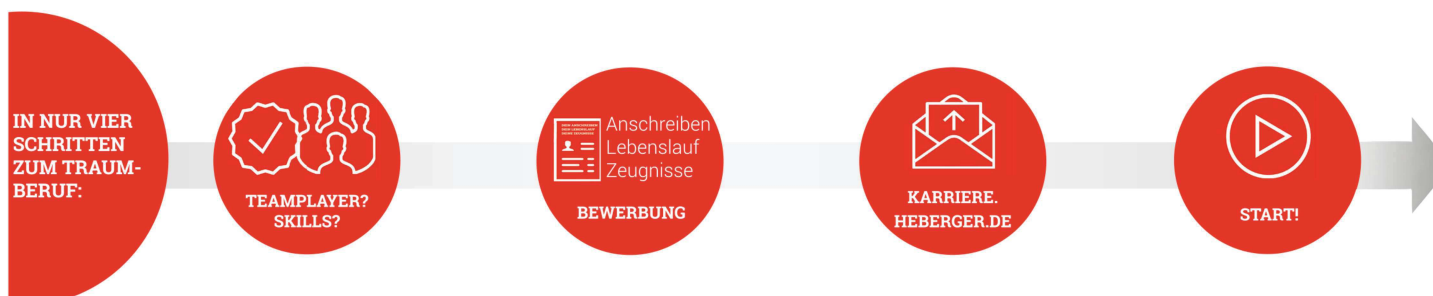 IN NUR VIER
SCHRITTEN
ZUM TRAUM-
BERUF:
TEAMPLAYER?
SKILLS?
Anschreiben
Lebenslauf
Zeugnisse
BEWERBUNG
KARRIERE.
HEBERGER.DE
START!